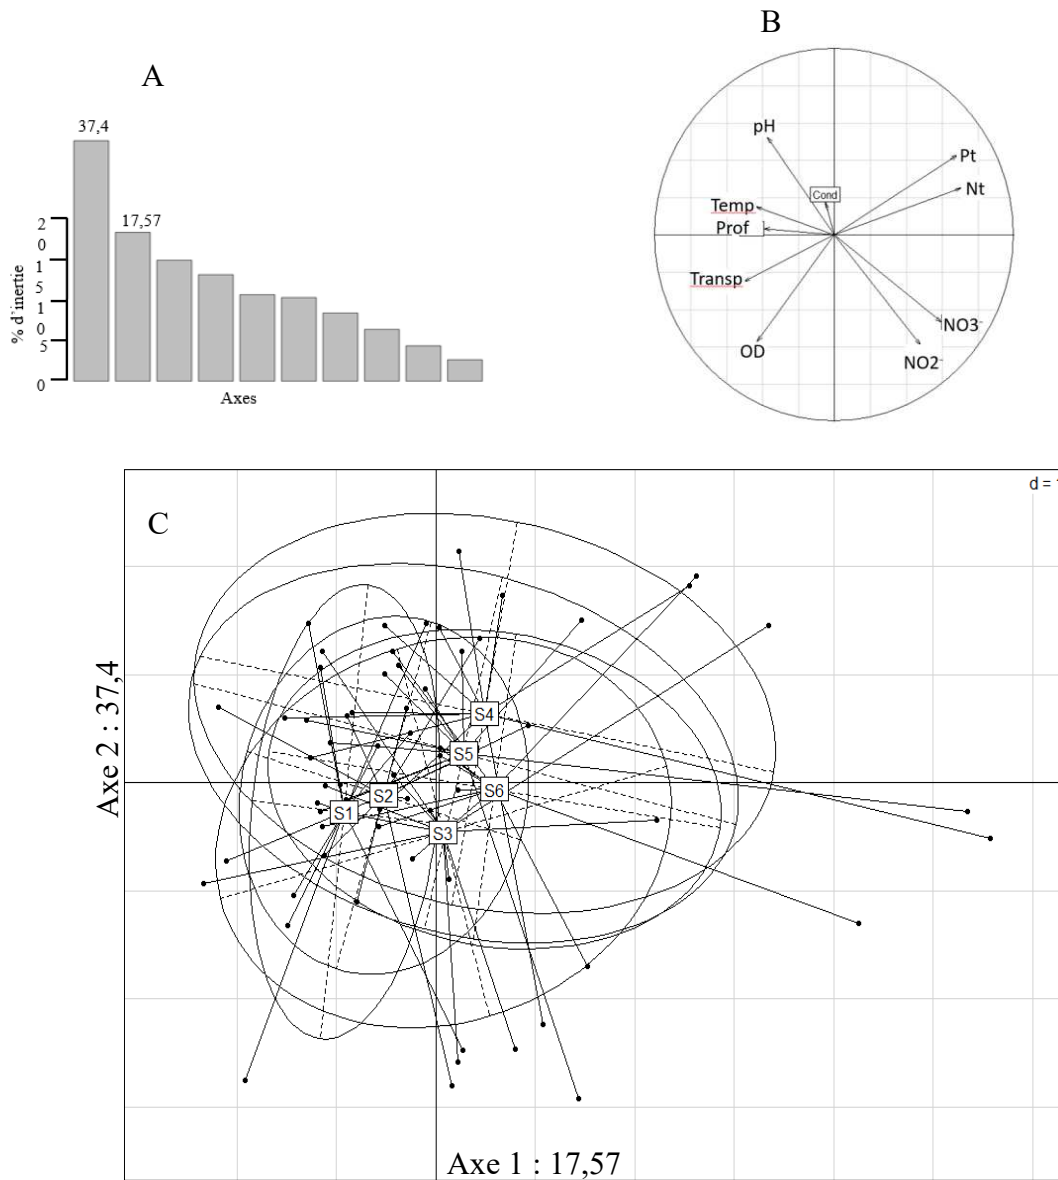 A
37,4
17,57
2
0
1
5
1
0
5
0
% d'inertie
Axes
B
pH
Pt
Cond
Nt
Temp
Prof
Transp
NO3-
OD
NO2-
C
d = 
S4
S5
S6
S2
S1
S3
Axe 2 : 37,4
Axe 1 : 17,57